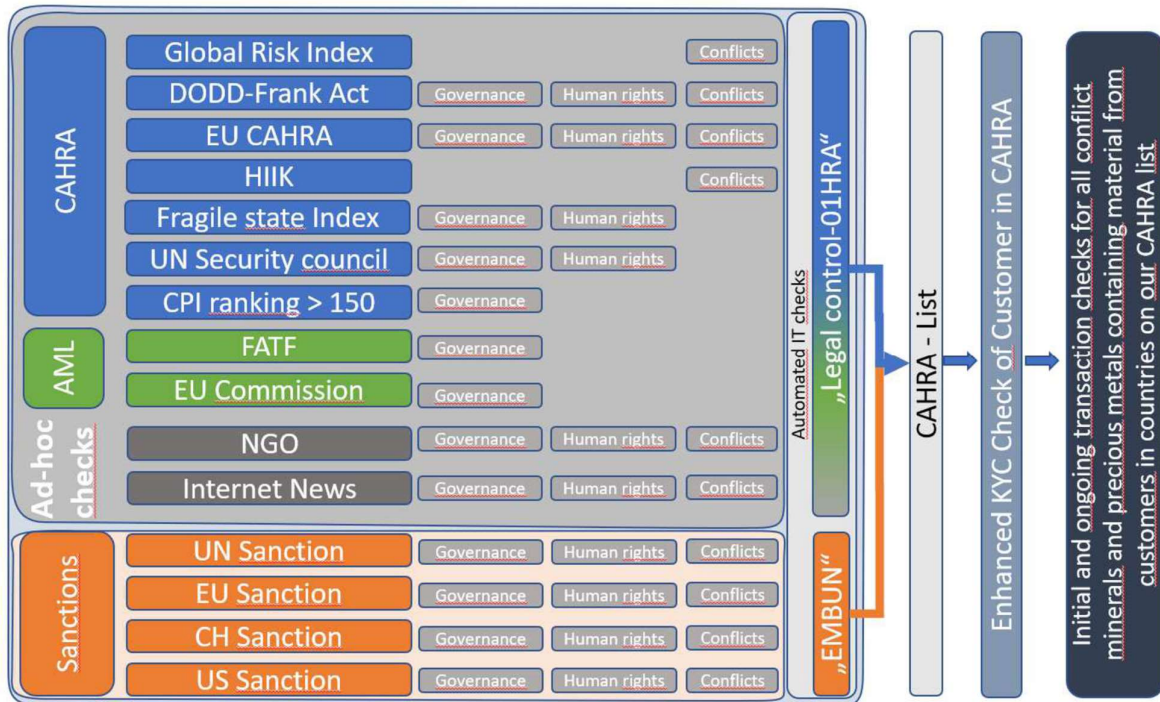 CAHRA
Global Risk Index
Conflicts
DODD-Frank Act
Governance
Human rights
Conflicts
EU CAHRA
Governance
Human rights
Conflicts
HIIK
Conflicts
Fragile state Index
Governance
Human rights
UN Security council
Governance
Human rights
CPI ranking > 150
Governance
AML
FATF
Governance
EU Commission
Governance
Ad-hoc
checks
NGO
Governance
Human rights
Conflicts
Internet News
Governance
Human rights
Conflicts
Sanctions
UN Sanction
Governance
Human rights
Conflicts
EU Sanction
Governance
Human rights
Conflicts
CH Sanction
Governance
Human rights
Conflicts
US Sanction
Governance
Human rights
Conflicts
Automated IT checks
„Legal control-01HRA“
„EMBUN“
CAHRA - List
Enhanced KYC Check of Customer in CAHRA
Initial and ongoing transaction checks for all conflict
minerals and precious metals containing material from
customers in countries on our CAHRA list